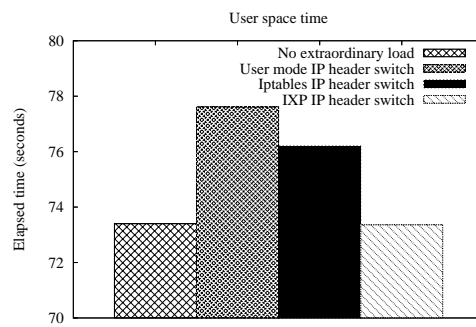 User space time
80
78
76
74
72
70
Elapsed time (seconds)
No extraordinary load
User mode IP header switch
Iptables IP header switch
IXP IP header switch